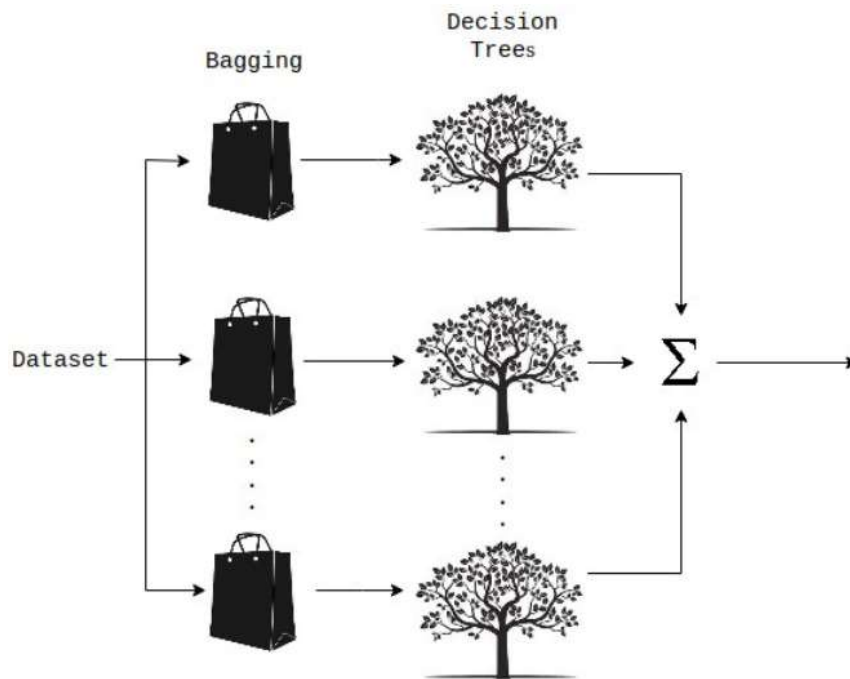 Decision
Trees
Bagging
Dataset
Σ